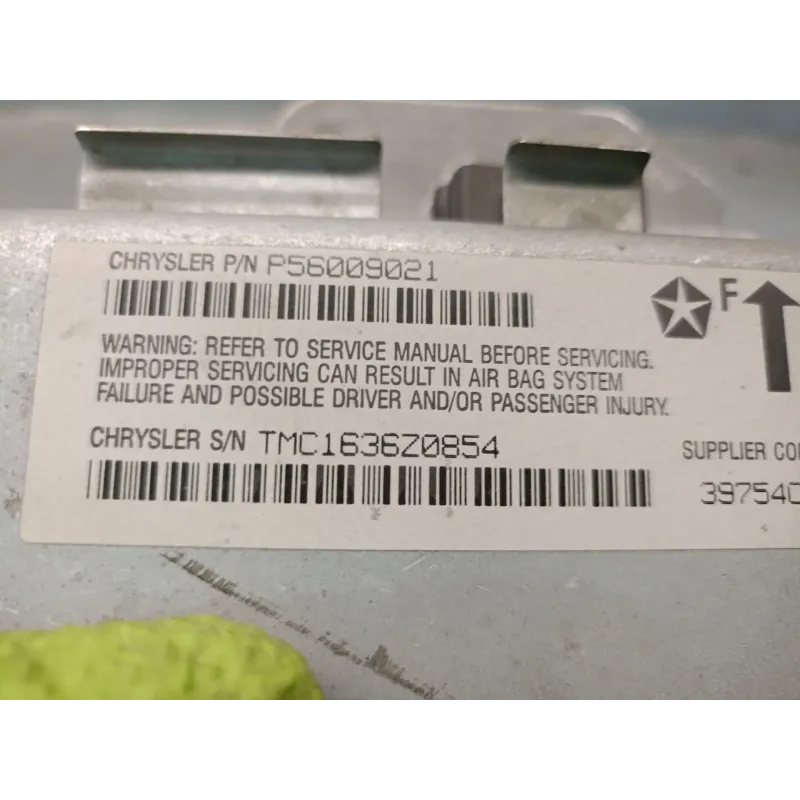 CHRYSLER P/N P56009021
F
WARNING: REFER TO SERVICE MANUAL BEFORE SERVICING.
IMPROPER SERVICING CAN RESULT IN AIR BAG SYSTEM
FAILURE AND POSSIBLE DRIVER AND/OR PASSENGER INJURY.
CHRYSLER S/N TMC1636Z0854
SUPPLIER